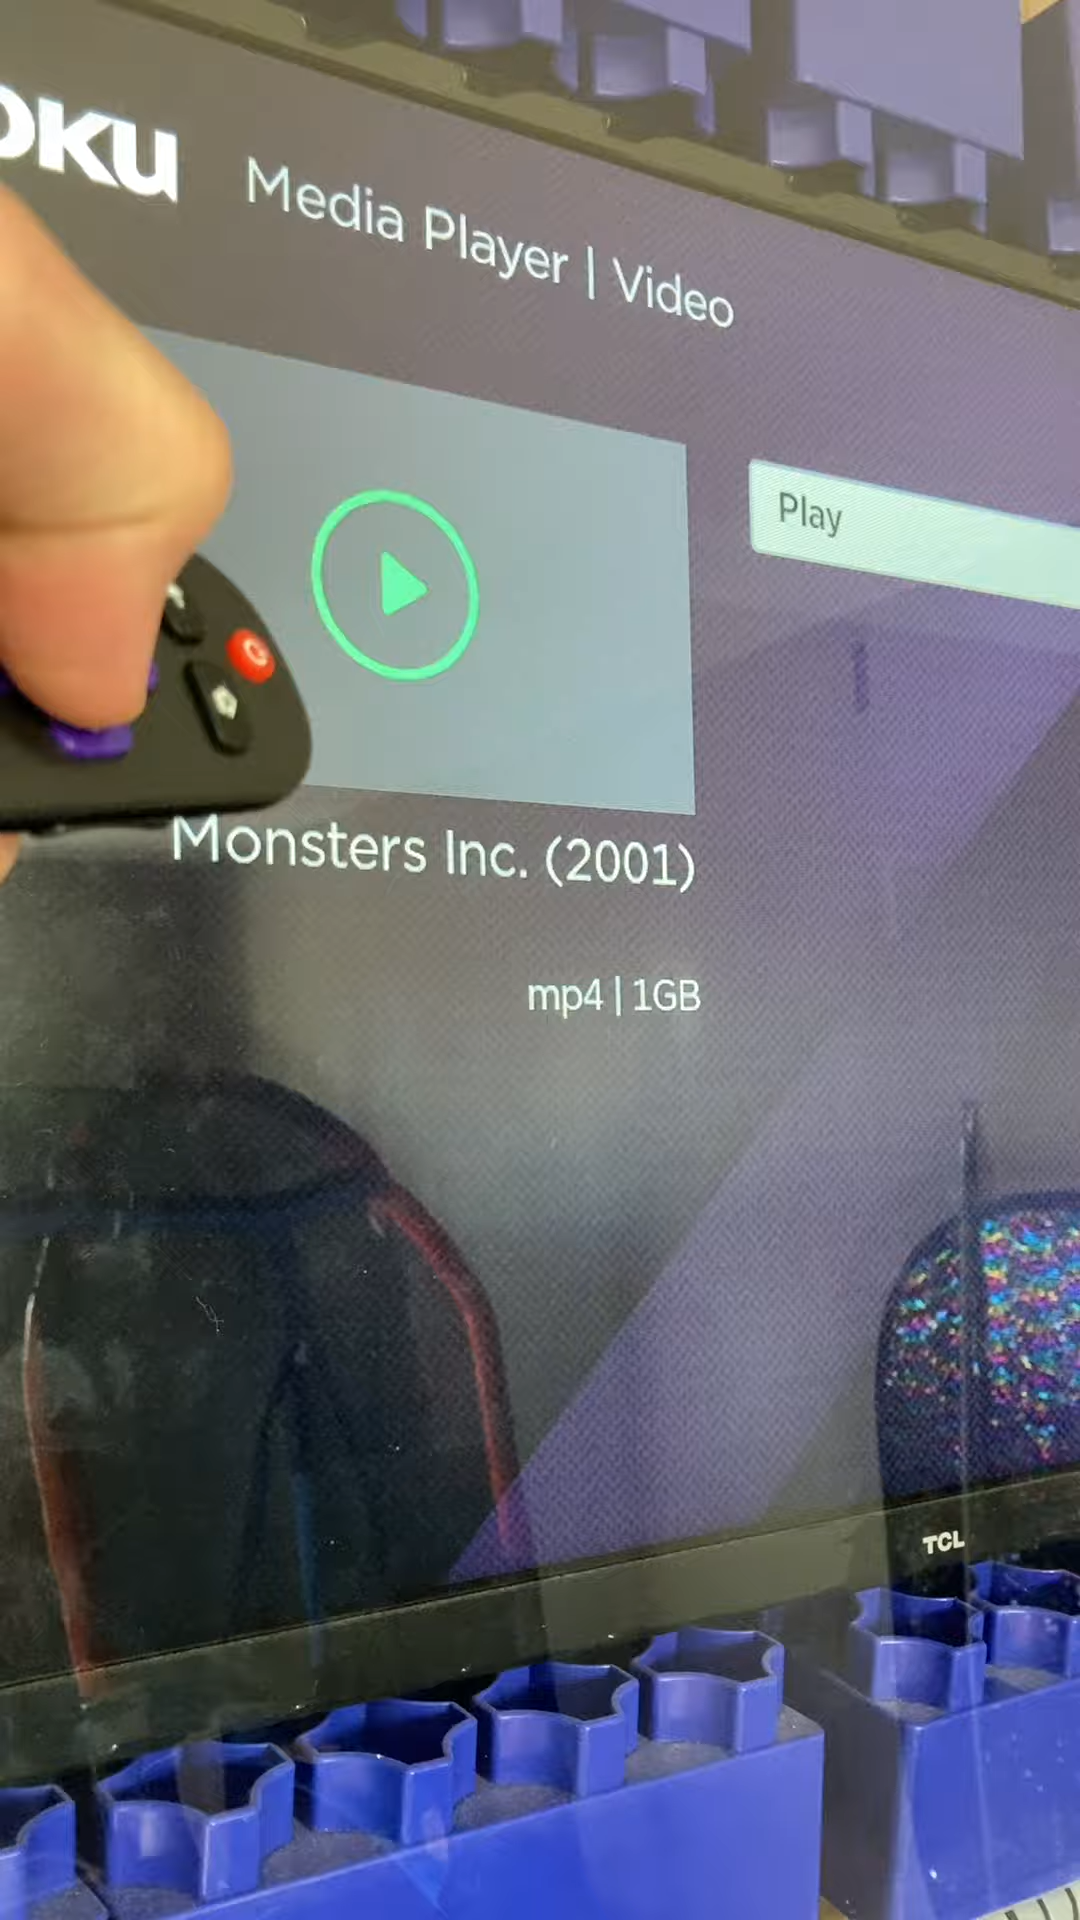 oku
Media Player | Video
Play
Monsters Inc. (2001)
mp4 | 1GB
TCL